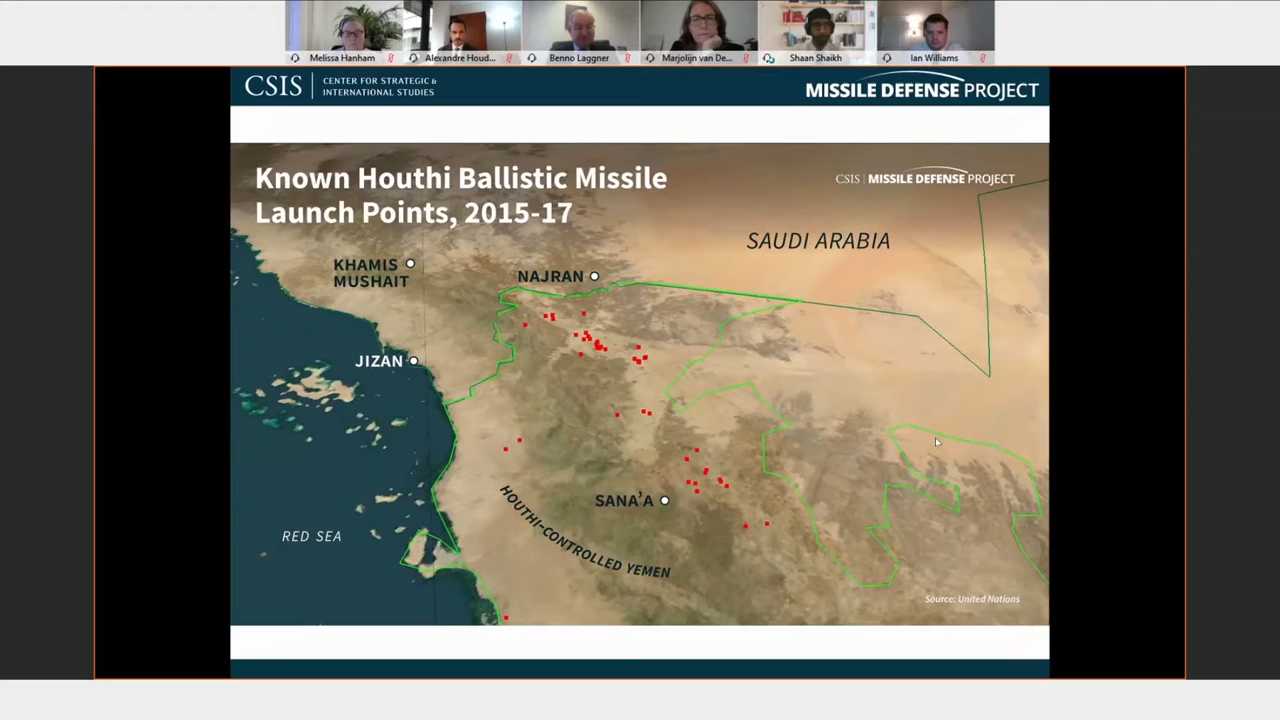 Melissa Hanham
Alexandre Houd...
Benno Laggner
Marjolijn van De...
Shaan Shaikh
Ian Williams
CSIS
CENTER FOR STRATEGIC &
INTERNATIONAL STUDIES
MISSILE DEFENSE PROJECT
Known Houthi Ballistic Missile
Launch Points, 2015-17
CSIS | MISSILE DEFENSE PROJECT
SAUDI ARABIA
KHAMIS
MUSHAIT
NAJRAN
JIZAN
SANA'A
HOUTHI-CONTROLLED YEMEN
RED SEA
Source: United Nations